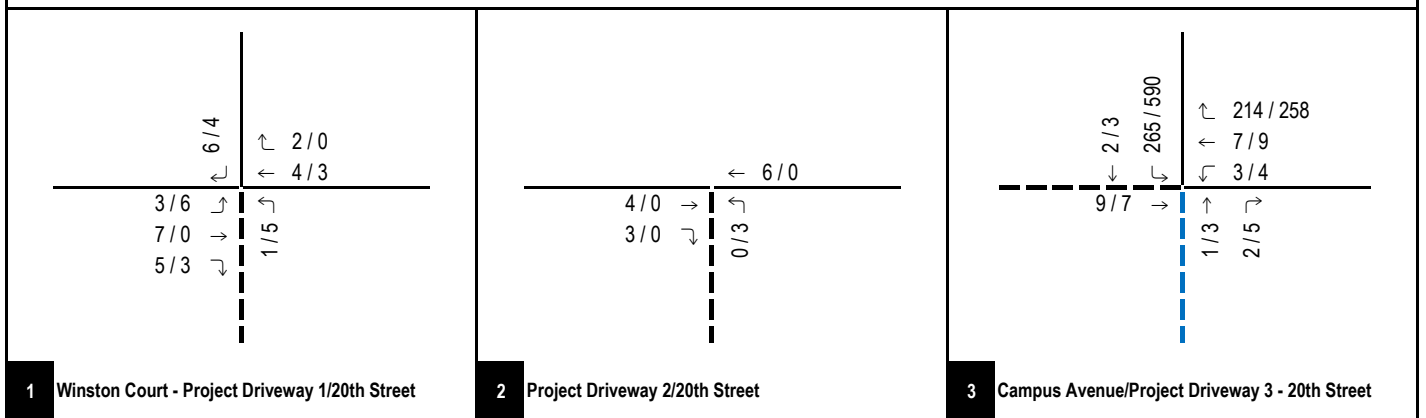 6 / 4
2 / 0
4 / 3
3 / 6
7 / 0
5 / 3
1 / 5
1 Winston Court - Project Driveway 1/20th Street
6 / 0
4 / 0
3 / 0
0 / 3
2 Project Driveway 2/20th Street
2 / 3
265 / 590
214 / 258
7 / 9
3 / 4
9 / 7
1 / 3
2 / 5
3 Campus Avenue/Project Driveway 3 - 20th Street